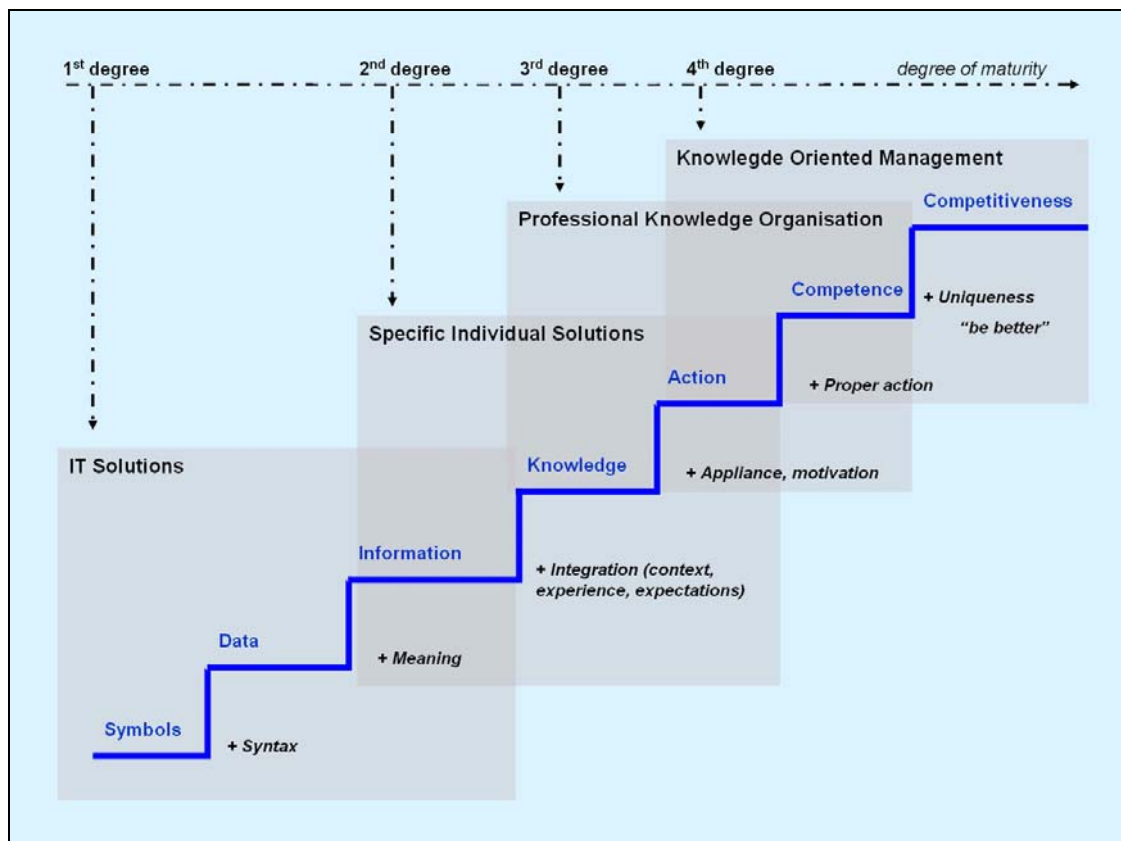 1st degree
2nd degree
3rd degree
4th degree
degree of maturity
Knowlegde Oriented Management
Competitiveness
Professional Knowledge Organisation
Competence
+ Uniqueness
“be better”
Specific Individual Solutions
Action
+ Proper action
IT Solutions
Knowledge
+ Appliance, motivation
Information
+ Integration (context,
experience, expectations)
Data
+ Meaning
Symbols
+ Syntax